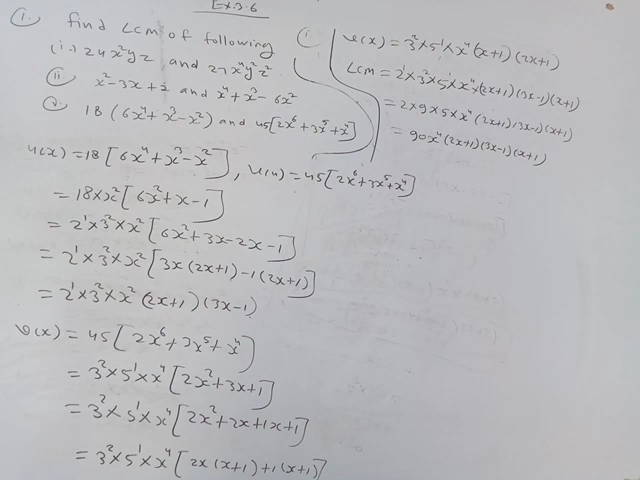 Ex.3.6
1. Find LCM of following
(i.) 24x²yz and 27x⁴y²z²
(ii) x²-3x+2 and x⁴+x³-6x²
18(6x⁴+x³-x²) and 45[2x⁶+3x⁵+x⁴]
u(x)=18[6x⁴+x³-x²], v(x)=45[2x⁶+3x⁵+x⁴]
=18×x²[6x²+x-1]
=2¹×3²×x²[6x²+3x-2x-1]
=2¹×3²×x²[3x(2x+1)-1(2x+1)]
=2¹×3²×x²(2x+1)(3x-1)
v(x)=45[2x⁶+3x⁵+x⁴]
=3²×5¹×x⁴[2x²+3x+1]
=3²×5¹×x⁴[2x²+2x+1x+1]
=3²×5¹×x⁴[2x(x+1)+1(x+1)]
v(x)=3²×5¹×x⁴(x+1)(2x+1)
LCM=2¹×3²×5¹×x⁴(2x+1)(3x-1)(x+1)
=2×9×5×x⁴(2x+1)(3x-1)(x+1)
=90x⁴(2x+1)(3x-1)(x+1)